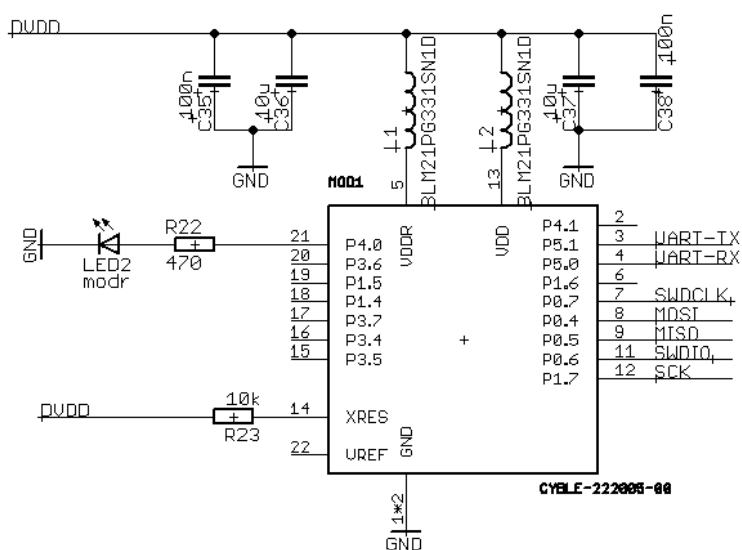 DVDD
100n
C35
10u
C36
L1
BLM21PG331SN1D
L2
BLM21PG331SN1D
10u
C37
100n
C38
GND
GND
MOD1
5
13
VDDR
VDD
GND
LED2
modr
R22
470
21
P4.0
20
P3.6
19
P1.5
18
P1.4
17
P3.7
16
P3.4
15
P3.5
P4.1
2
P5.1
3
UART-TX
P5.0
4
UART-RX
P1.6
6
P0.7
7
SWDCLK
P0.4
8
MOSI
P0.5
9
MISO
P0.6
11
SWDIO
P1.7
12
SCK
DVDD
10k
R23
14
XRES
22
VREF
GND
1*2
GND
CYBLE-222005-00